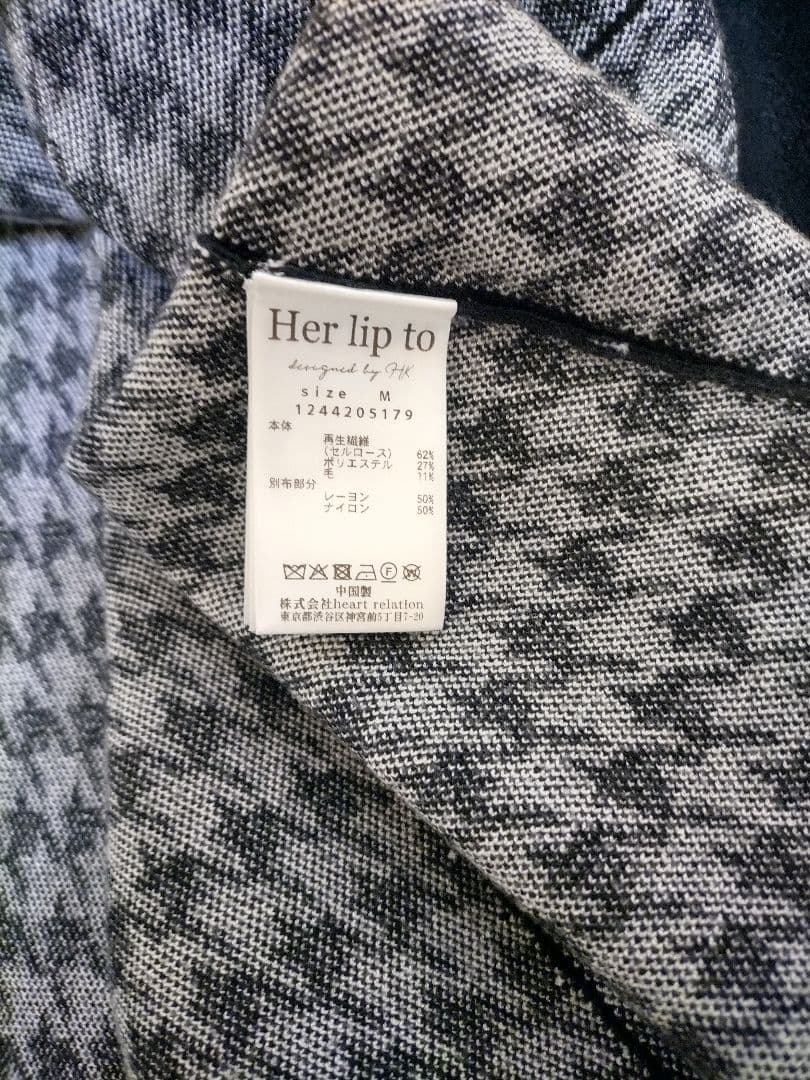 Her lip to
designed by HK
size M
1244205179
本体
再生繊維
(セルロース) 62%
ポリエステル 27%
毛 11%
別布部分
レーヨン 50%
ナイロン 50%
F W
中国製
株式会社heart relation
東京都渋谷区神宮前5丁目7-20